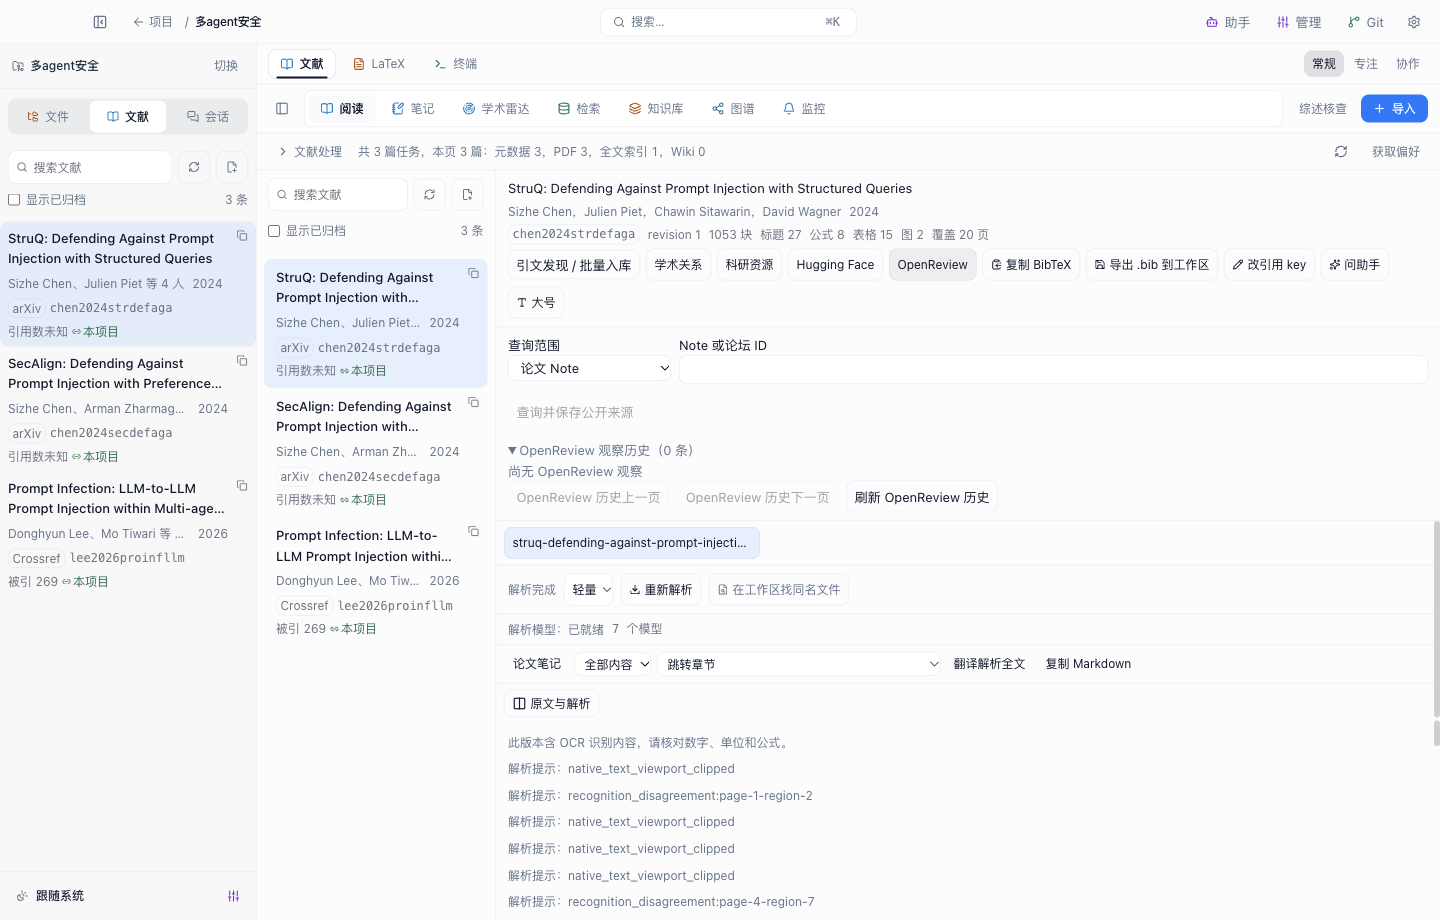 项目 / 多agent安全
搜索... ⌘K
助手 管理 Git
多agent安全 切换
文件 文献 会话
搜索文献
显示已归档 3 条
StruQ: Defending Against Prompt
Injection with Structured Queries
Sizhe Chen、Julien Piet 等 4 人 2024
arXiv chen2024strdefaga
引用数未知 本项目
SecAlign: Defending Against
Prompt Injection with Preference...
Sizhe Chen、Arman Zharmag... 2024
arXiv chen2024secdefaga
引用数未知 本项目
Prompt Infection: LLM-to-LLM
Prompt Injection within Multi-age...
Donghyun Lee、Mo Tiwari 等 ... 2026
Crossref lee2026proinfllm
被引 269 本项目
跟随系统
文献 LaTeX 终端
常规 专注 协作
阅读 笔记 学术雷达 检索 知识库 图谱 监控
综述核查 + 导入
文献处理 共 3 篇任务，本页 3 篇：元数据 3，PDF 3，全文索引 1，Wiki 0
获取偏好
搜索文献
显示已归档 3 条
StruQ: Defending Against
Prompt Injection with...
Sizhe Chen、Julien Piet... 2024
arXiv chen2024strdefaga
引用数未知 本项目
SecAlign: Defending Against
Prompt Injection with...
Sizhe Chen、Arman Zh... 2024
arXiv chen2024secdefaga
引用数未知 本项目
Prompt Infection: LLM-to-
LLM Prompt Injection withi...
Donghyun Lee、Mo Tiw... 2026
Crossref lee2026proinfllm
被引 269 本项目
StruQ: Defending Against Prompt Injection with Structured Queries
Sizhe Chen，Julien Piet，Chawin Sitawarin，David Wagner 2024
chen2024strdefaga revision 1 1053 块 标题 27 公式 8 表格 15 图 2 覆盖 20 页
引文发现 / 批量入库 学术关系 科研资源 Hugging Face OpenReview 复制 BibTeX 导出 .bib 到工作区 改引用 key 问助手
大号
查询范围 Note 或论坛 ID
论文 Note
查询并保存公开来源
▼OpenReview 观察历史（0 条）
尚无 OpenReview 观察
OpenReview 历史上一页 OpenReview 历史下一页 刷新 OpenReview 历史
struq-defending-against-prompt-injecti...
解析完成 轻量 重新解析 在工作区找同名文件
解析模型：已就绪 7 个模型
论文笔记 全部内容 跳转章节 翻译解析全文 复制 Markdown
原文与解析
此版本含 OCR 识别内容，请核对数字、单位和公式。
解析提示：native_text_viewport_clipped
解析提示：recognition_disagreement:page-1-region-2
解析提示：native_text_viewport_clipped
解析提示：native_text_viewport_clipped
解析提示：native_text_viewport_clipped
解析提示：recognition_disagreement:page-4-region-7